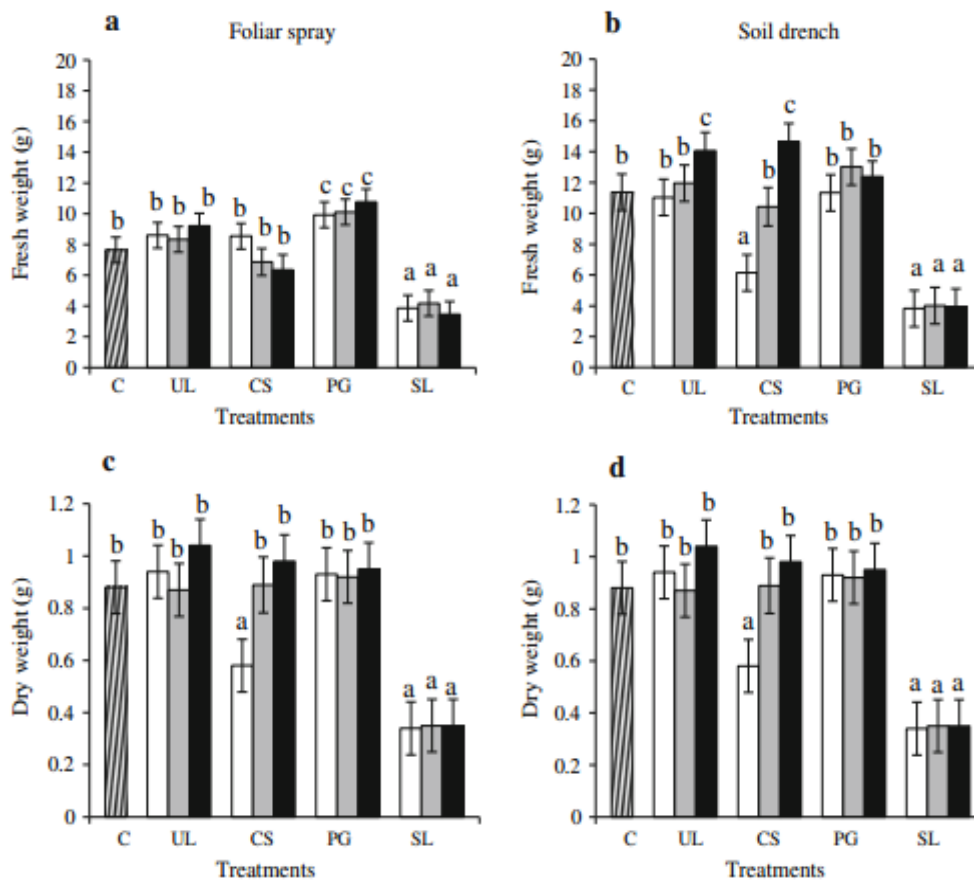 a
Foliar spray
Fresh weight (g)
20
18
16
14
12
10
8
6
4
2
0
b
b b b
b b b
c c c
a a a
C UL CS PG SL
Treatments
b
Soil drench
Fresh weight (g)
20
18
16
14
12
10
8
6
4
2
0
b
b b c
a b c
b b b
a a a
C UL CS PG SL
Treatments
c
Dry weight (g)
1.2
1
0.8
0.6
0.4
0.2
0
b
b b b
a b b
b b b
a a a
C UL CS PG SL
Treatments
d
Dry weight (g)
1.2
1
0.8
0.6
0.4
0.2
0
b
b b b
a b b
b b b
a a a
C UL CS PG SL
Treatments